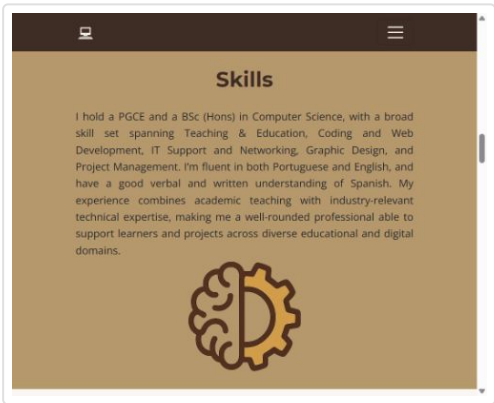 Skills
I hold a PGCE and a BSc (Hons) in Computer Science, with a broad
skill set spanning Teaching & Education, Coding and Web
Development, IT Support and Networking, Graphic Design, and
Project Management. I'm fluent in both Portuguese and English, and
have a good verbal and written understanding of Spanish. My
experience combines academic teaching with industry-relevant
technical expertise, making me a well-rounded professional able to
support learners and projects across diverse educational and digital
domains.